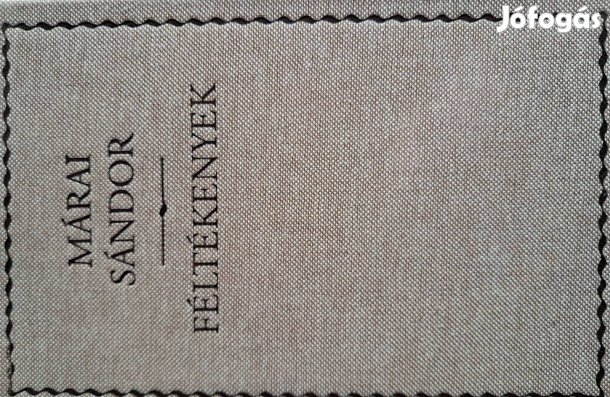 Jófogás
MÁRAI
SÁNDOR
FÉLTÉKENYEK